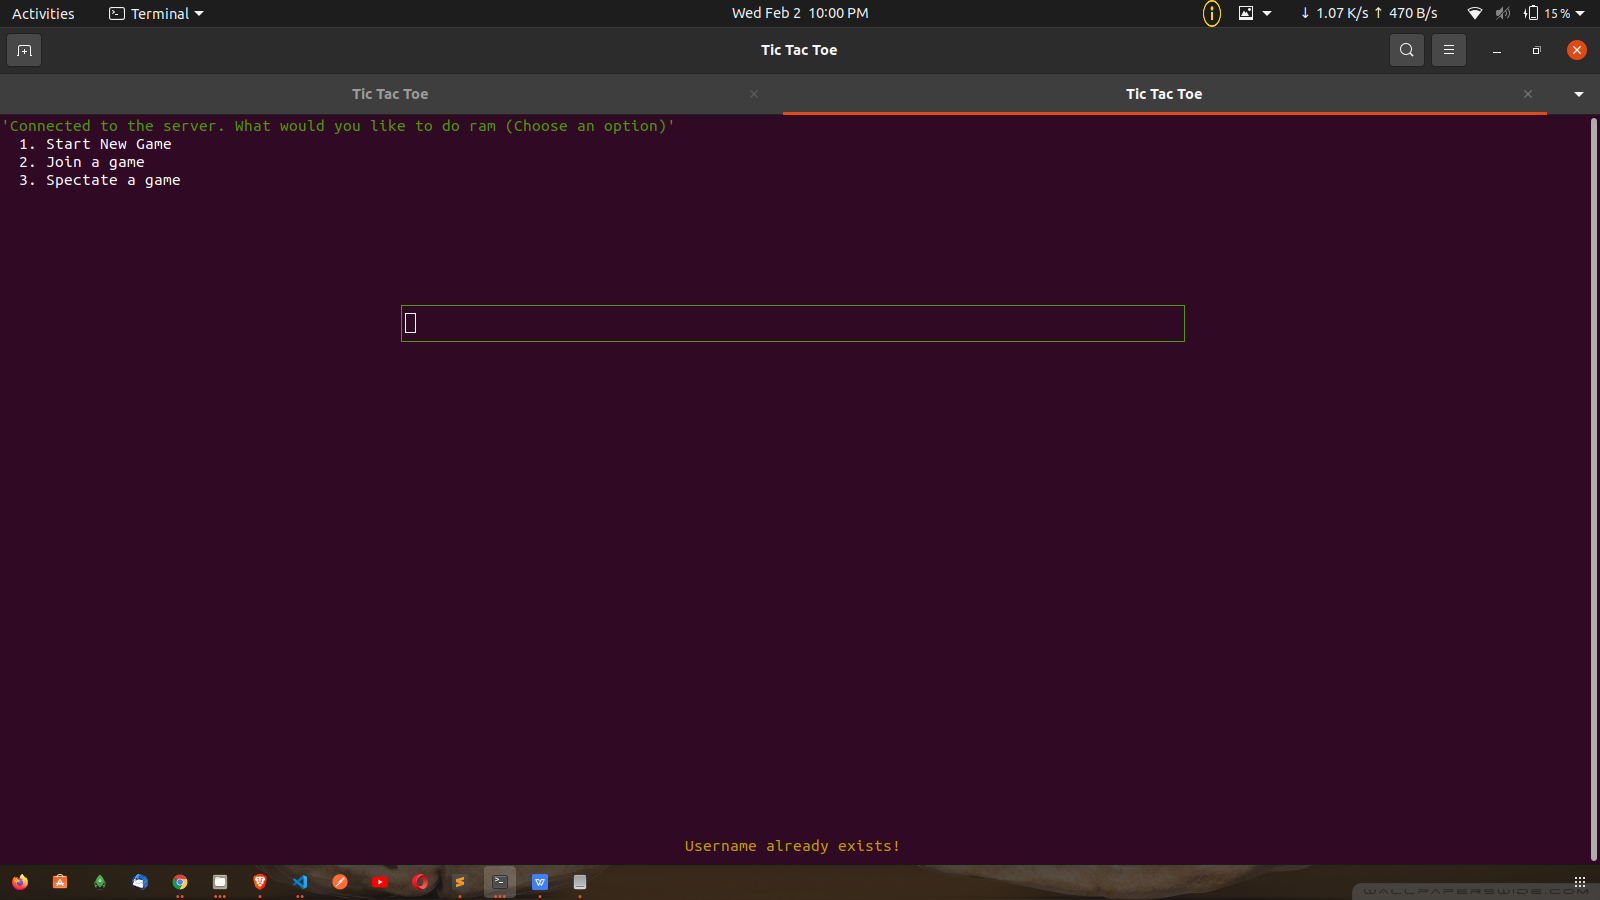 Activities Terminal Wed Feb 2 10:00 PM ↓ 1.07 K/s ↑ 470 B/s 15 %
Tic Tac Toe
Tic Tac Toe Tic Tac Toe
'Connected to the server. What would you like to do ram (Choose an option)'
1. Start New Game
2. Join a game
3. Spectate a game
Username already exists!
WALLPAPERSWIDE.COM